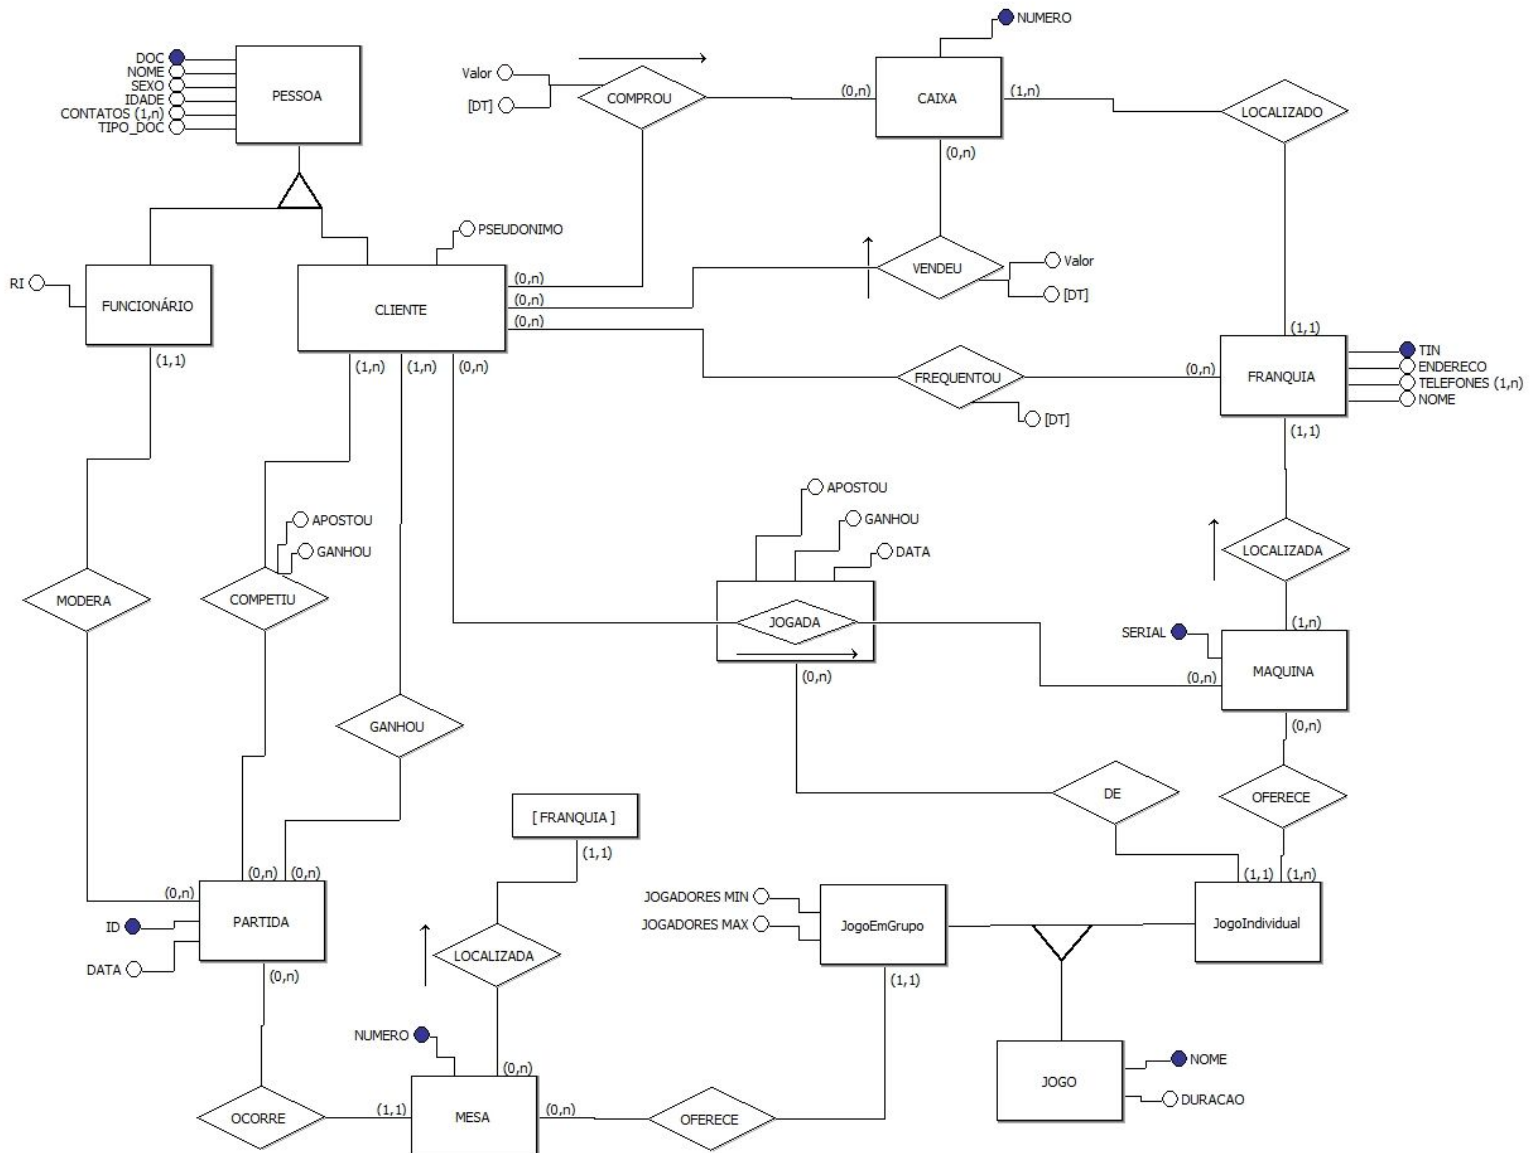 NUMERO
DOC
NOME
SEXO
IDADE
CONTATOS (1,n)
TIPO_DOC
PESSOA
Valor
[DT]
COMPROU
(0,n)
CAIXA
(1,n)
LOCALIZADO
(0,n)
PSEUDONIMO
RI
FUNCIONÁRIO
CLIENTE
(0,n)
(0,n)
(0,n)
VENDEU
Valor
[DT]
(1,1)
(1,n)
(1,n)
(0,n)
FREQUENTOU
[DT]
(0,n)
(1,1)
FRANQUIA
TIN
ENDERECO
TELEFONES (1,n)
NOME
(1,1)
APOSTOU
GANHOU
DATA
APOSTOU
GANHOU
LOCALIZADA
MODERA
COMPETIU
JOGADA
(1,n)
SERIAL
MAQUINA
(0,n)
(0,n)
(0,n)
GANHOU
DE
OFERECE
[ FRANQUIA ]
(1,1)
(0,n)
(0,n)
(0,n)
(1,1)
(1,n)
ID
DATA
PARTIDA
(0,n)
JOGADORES MIN
JOGADORES MAX
JogoEmGrupo
JogoIndividual
LOCALIZADA
(1,1)
NUMERO
(0,n)
JOGO
NOME
DURACAO
OCORRE
(1,1)
MESA
(0,n)
OFERECE